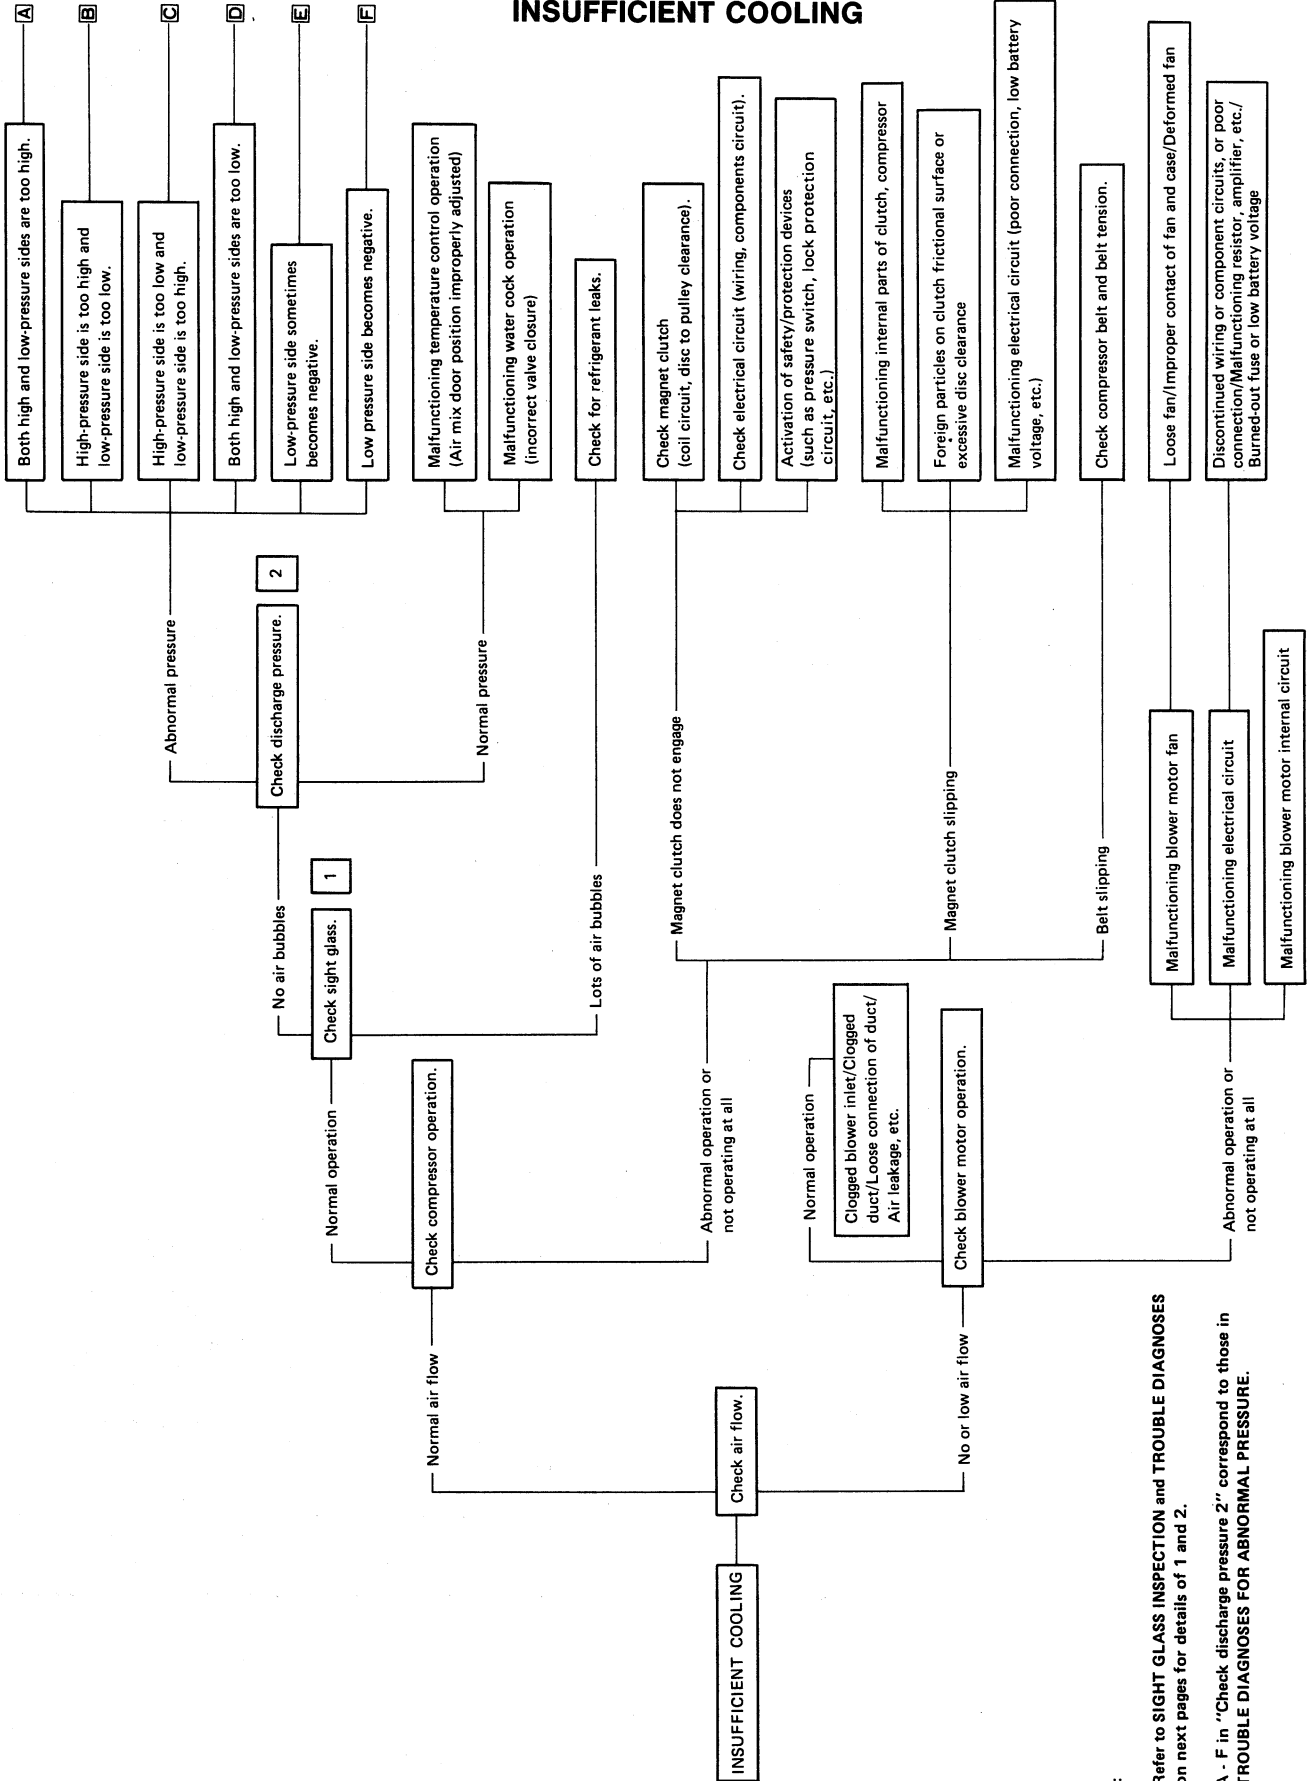 INSUFFICIENT COOLING
INSUFFICIENT COOLING
Check air flow.
Normal air flow
Check compressor operation.
Normal operation
Check sight glass.
1
No air bubbles
Check discharge pressure.
2
Abnormal pressure
Both high and low-pressure sides are too high.
A
High-pressure side is too high and
low-pressure side is too low.
B
High-pressure side is too low and
low-pressure side is too high.
C
Both high and low-pressure sides are too low.
D
Low-pressure side sometimes
becomes negative.
E
Low pressure side becomes negative.
F
Normal pressure
Malfunctioning temperature control operation
(Air mix door position improperly adjusted)
Malfunctioning water cock operation
(incorrect valve closure)
Lots of air bubbles
Check for refrigerant leaks.
Abnormal operation or
not operating at all
Magnet clutch does not engage
Check magnet clutch
(coil circuit, disc to pulley clearance).
Check electrical circuit (wiring, components circuit).
Activation of safety/protection devices
(such as pressure switch, lock protection
circuit, etc.)
Magnet clutch slipping
Malfunctioning internal parts of clutch, compressor
Foreign particles on clutch frictional surface or
excessive disc clearance
Malfunctioning electrical circuit (poor connection, low battery
voltage, etc.)
Belt slipping
Check compressor belt and belt tension.
No or low air flow
Check blower motor operation.
Normal operation
Clogged blower inlet/Clogged
duct/Loose connection of duct/
Air leakage, etc.
Abnormal operation or
not operating at all
Malfunctioning blower motor fan
Loose fan/Improper contact of fan and case/Deformed fan
Malfunctioning electrical circuit
Discontinued wiring or component circuits, or poor
connection/Malfunctioning resistor, amplifier, etc./
Burned-out fuse or low battery voltage
Malfunctioning blower motor internal circuit
:
Refer to SIGHT GLASS INSPECTION and TROUBLE DIAGNOSES
on next pages for details of 1 and 2.
A - F in "Check discharge pressure 2" correspond to those in
TROUBLE DIAGNOSES FOR ABNORMAL PRESSURE.